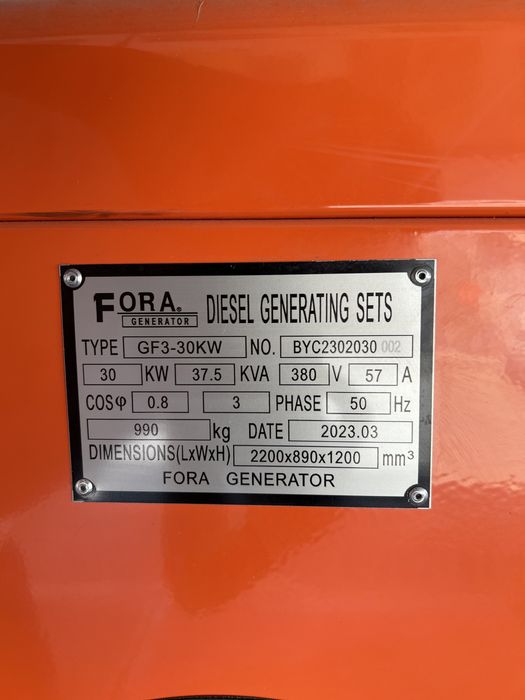 FORA® DIESEL GENERATING SETS
GENERATOR
TYPE GF3-30KW NO. BYC2302030 002
30 KW 37.5 KVA 380 V 57 A
COSφ 0.8 3 PHASE 50 Hz
990 kg DATE 2023.03
DIMENSIONS(LxWxH) 2200x890x1200 mm³
FORA GENERATOR